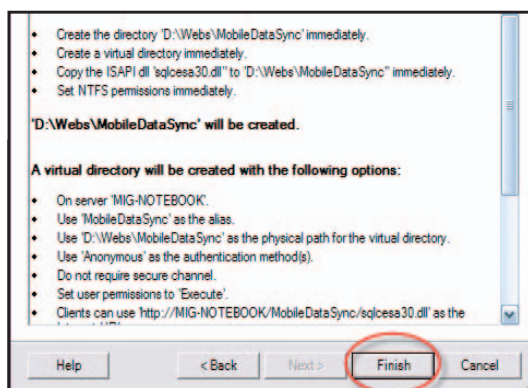 • Create the directory 'D:\Webs\MobileDataSync' immediately.
• Create a virtual directory immediately.
• Copy the ISAPI dll 'sqlcesa30.dll'' to 'D:\Webs\MobileDataSync'' immediately.
• Set NTFS permissions immediately.
'D:\Webs\MobileDataSync' will be created.
A virtual directory will be created with the following options:
• On server 'MIG-NOTEBOOK'.
• Use 'MobileDataSync' as the alias.
• Use 'D:\Webs\MobileDataSync' as the physical path for the virtual directory.
• Use 'Anonymous' as the authentication method(s).
• Do not require secure channel.
• Set user permissions to 'Execute'.
• Clients can use 'http://MIG-NOTEBOOK/MobileDataSync/sqlcesa30.dll' as the
Help < Back Next > Finish Cancel